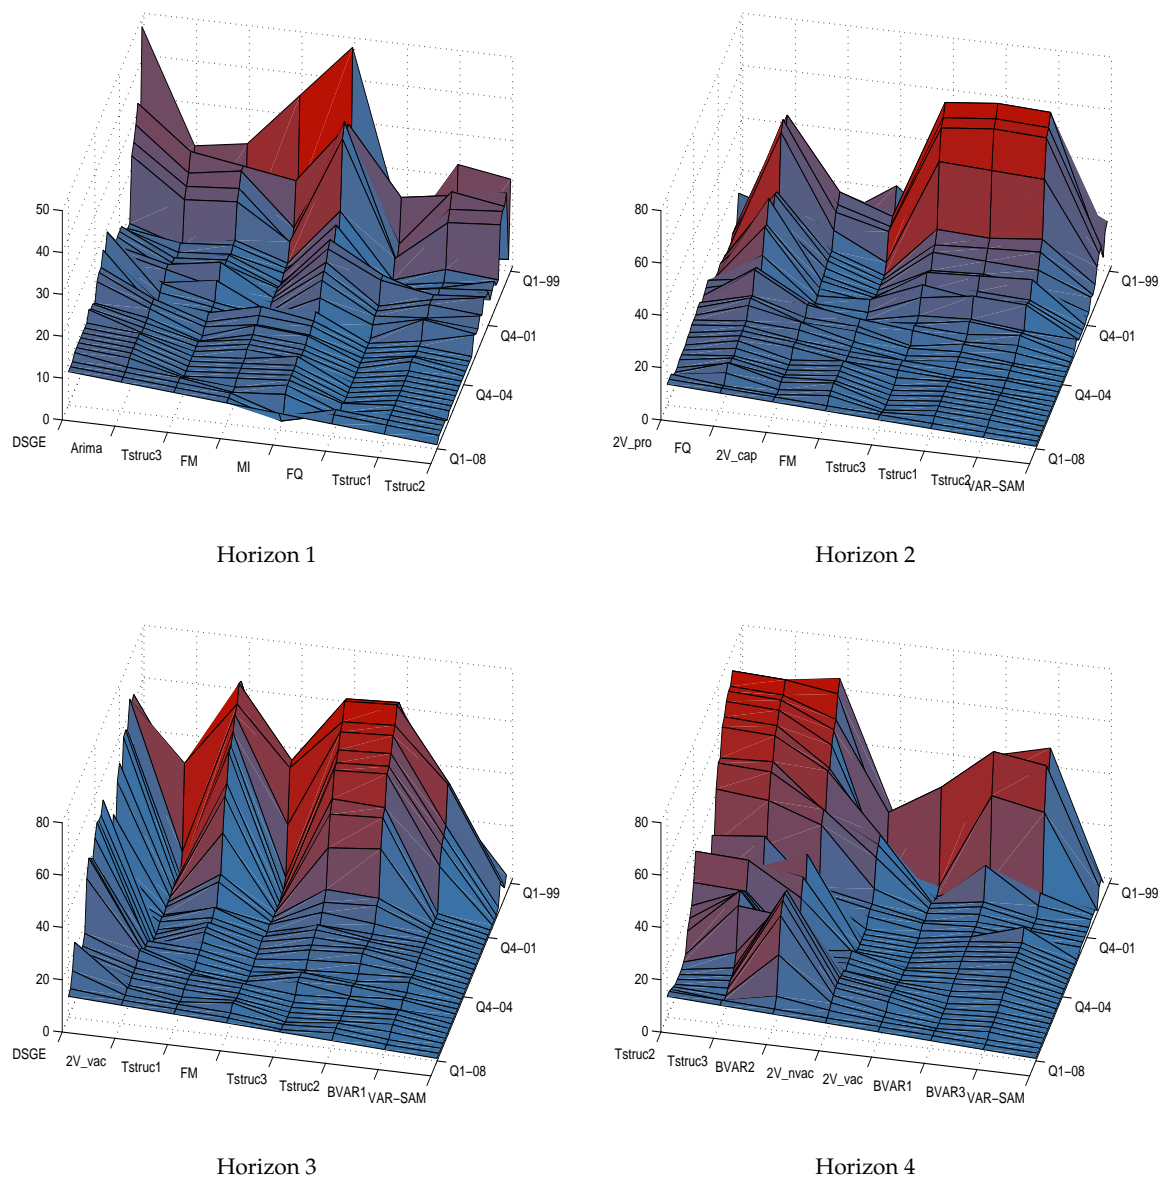 50
40
30
20
10
0
DSGE
Arima
Tstruc3
FM
MI
FQ
Tstruc1
Tstruc2
Q1−99
Q4−01
Q4−04
Q1−08
Horizon 1
80
60
40
20
0
2V_pro
FQ
2V_cap
FM
Tstruc3
Tstruc1
Tstruc2
VAR−SAM
Q1−99
Q4−01
Q4−04
Q1−08
Horizon 2
80
60
40
20
0
DSGE
2V_vac
Tstruc1
FM
Tstruc3
Tstruc2
BVAR1
VAR−SAM
Q1−99
Q4−01
Q4−04
Q1−08
Horizon 3
80
60
40
20
0
Tstruc2
Tstruc3
BVAR2
2V_nvac
2V_vac
BVAR1
BVAR3
VAR−SAM
Q1−99
Q4−01
Q4−04
Q1−08
Horizon 4